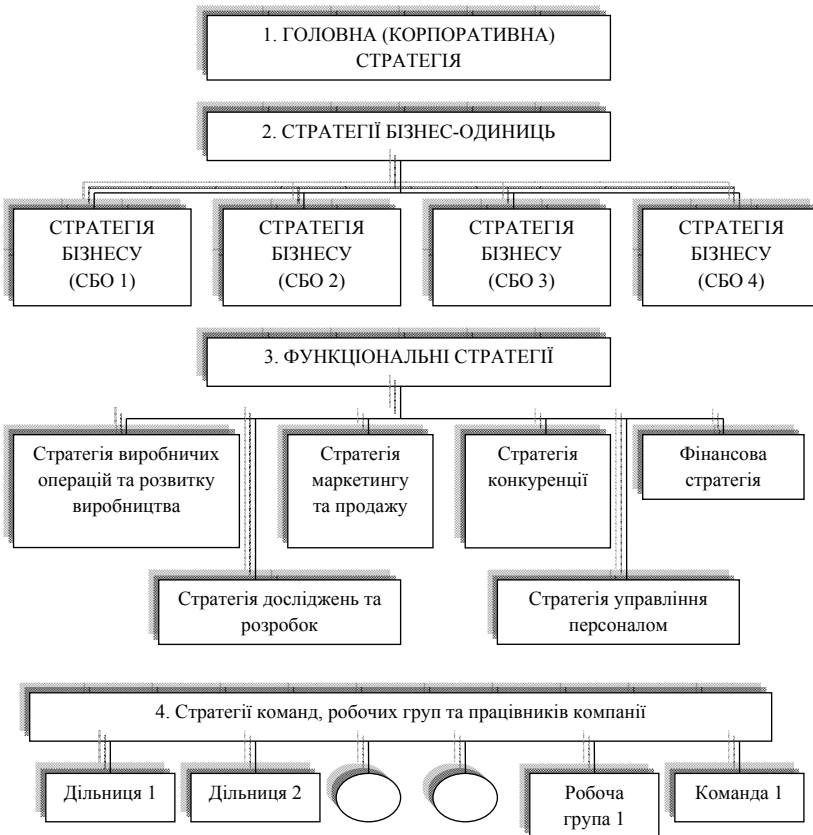 1. ГОЛОВНА (КОРПОРАТИВНА)
СТРАТЕГІЯ
2. СТРАТЕГІЇ БІЗНЕС-ОДИНИЦЬ
СТРАТЕГІЯ
БІЗНЕСУ
(СБО 1)
СТРАТЕГІЯ
БІЗНЕСУ
(СБО 2)
СТРАТЕГІЯ
БІЗНЕСУ
(СБО 3)
СТРАТЕГІЯ
БІЗНЕСУ
(СБО 4)
3. ФУНКЦІОНАЛЬНІ СТРАТЕГІЇ
Стратегія виробничих
операцій та розвитку
виробництва
Стратегія
маркетингу
та продажу
Стратегія
конкуренції
Фінансова
стратегія
Стратегія досліджень та
розробок
Стратегія управління
персоналом
4. Стратегії команд, робочих груп та працівників компанії
Дільниця 1
Дільниця 2
Робоча
група 1
Команда 1